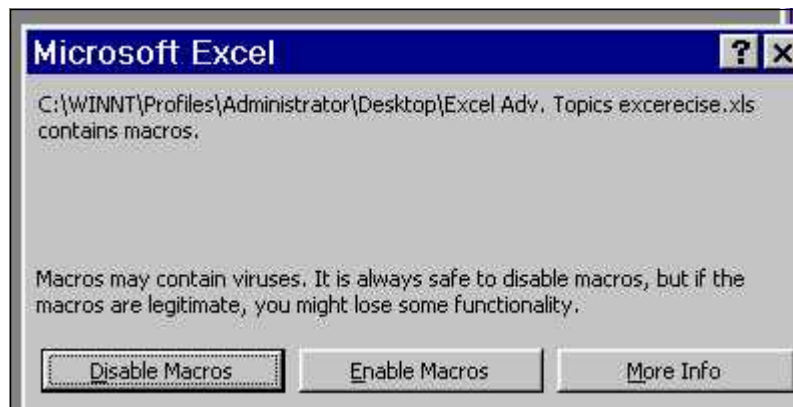 Microsoft Excel
C:\WINNT\Profiles\Administrator\Desktop\Excel Adv. Topics excerecise.xls
contains macros.
Macros may contain viruses. It is always safe to disable macros, but if the
macros are legitimate, you might lose some functionality.
Disable Macros Enable Macros More Info